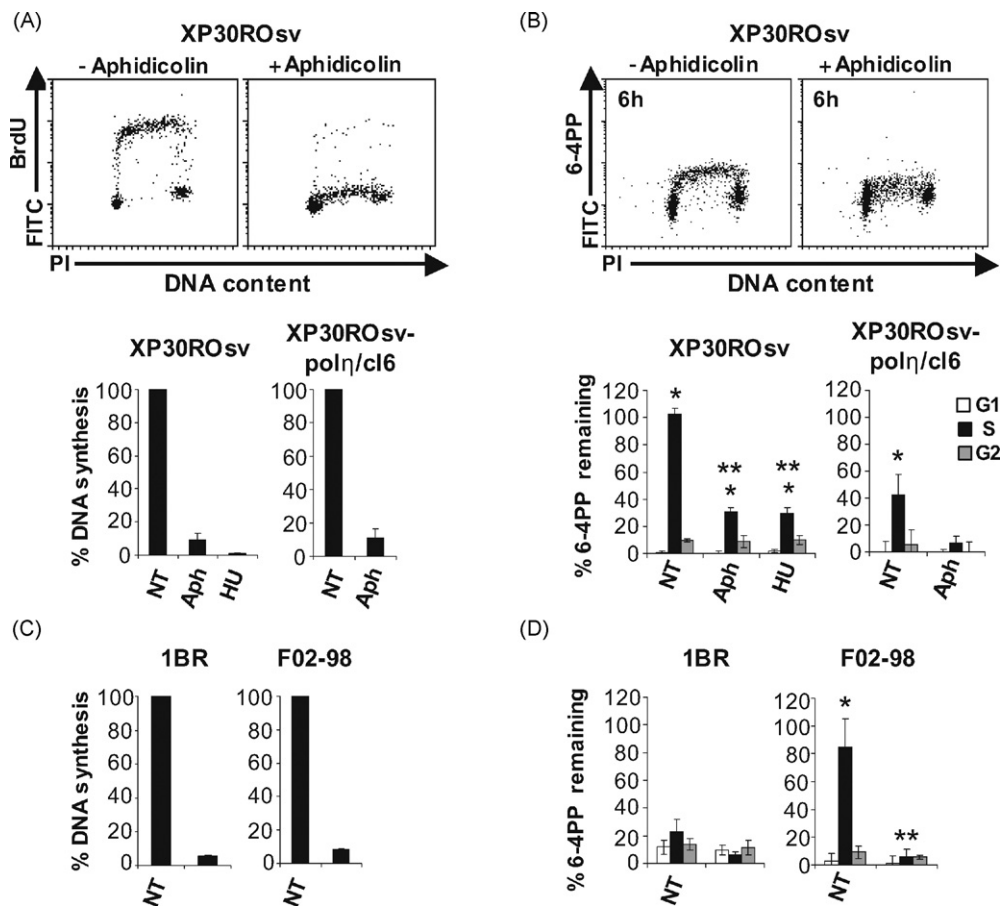 (A)
XP30ROsv
- Aphidicolin
+ Aphidicolin
BrdU
FITC
PI
DNA content
XP30ROsv
XP30ROsv-
polη/cl6
% DNA synthesis
100
80
60
40
20
0
NT
Aph
HU
100
80
60
40
20
0
NT
Aph
(B)
XP30ROsv
- Aphidicolin
+ Aphidicolin
6h
6h
6-4PP
FITC
PI
DNA content
XP30ROsv
XP30ROsv-
polη/cl6
% 6-4PP remaining
120
100
80
60
40
20
0
*
**
*
**
*
NT
Aph
HU
120
100
80
60
40
20
0
*
NT
Aph
G1
S
G2
(C)
1BR
F02-98
% DNA synthesis
100
80
60
40
20
0
NT
100
80
60
40
20
0
NT
(D)
1BR
F02-98
% 6-4PP remaining
120
100
80
60
40
20
0
NT
120
100
80
60
40
20
0
*
**
NT